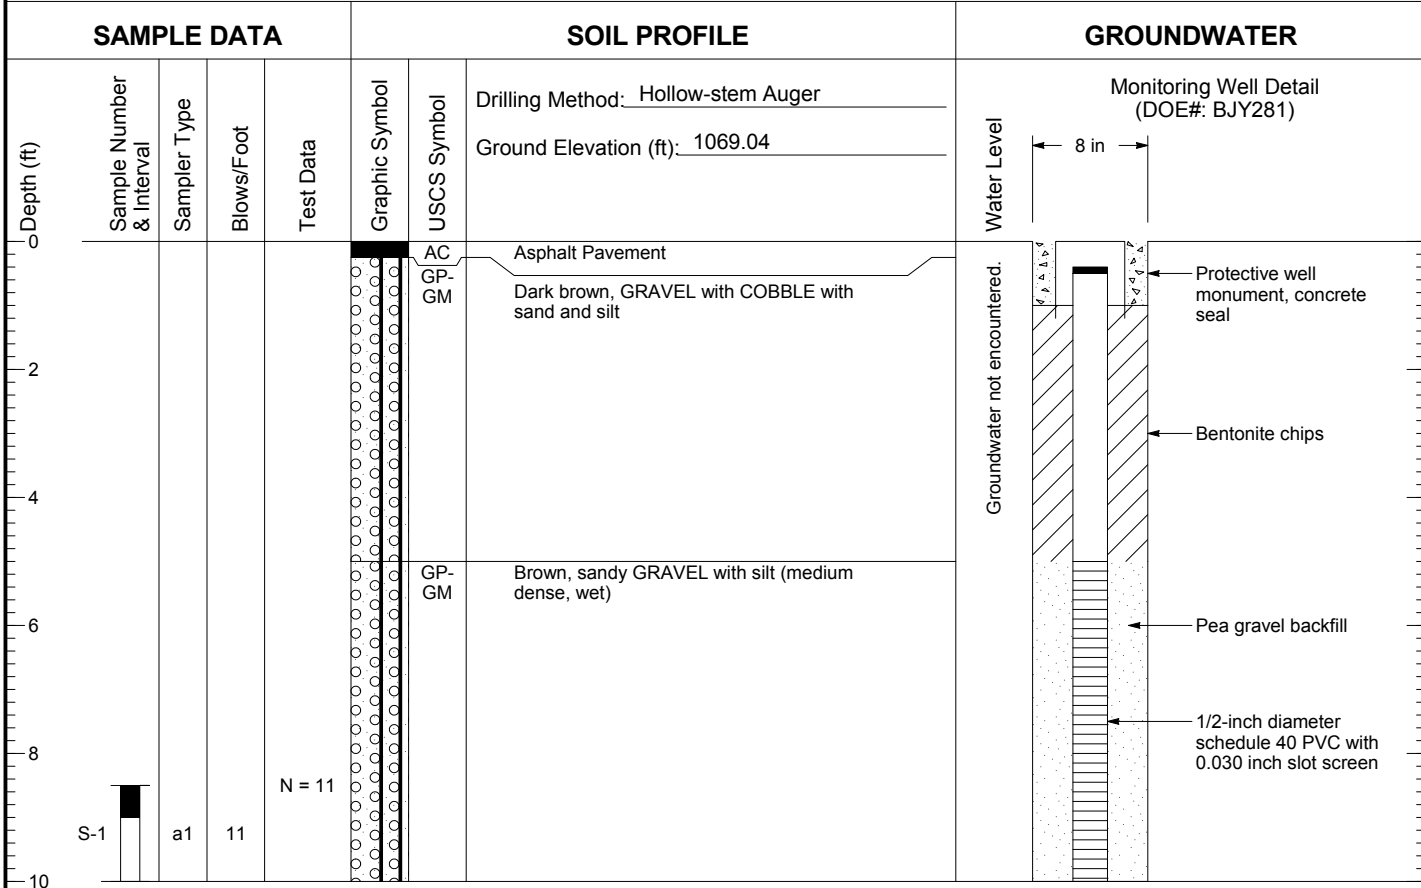 SAMPLE DATA
SOIL PROFILE
GROUNDWATER
Depth (ft)
Sample Number
& Interval
Sampler Type
Blows/Foot
Test Data
Graphic Symbol
USCS Symbol
Drilling Method: Hollow-stem Auger
Ground Elevation (ft): 1069.04
Water Level
Monitoring Well Detail
(DOE#: BJY281)
8 in
0
2
4
6
8
10
S-1
a1
11
N = 11
AC
Asphalt Pavement
GP-
GM
Dark brown, GRAVEL with COBBLE with
sand and silt
GP-
GM
Brown, sandy GRAVEL with silt (medium
dense, wet)
Groundwater not encountered.
Protective well
monument, concrete
seal
Bentonite chips
Pea gravel backfill
1/2-inch diameter
schedule 40 PVC with
0.030 inch slot screen